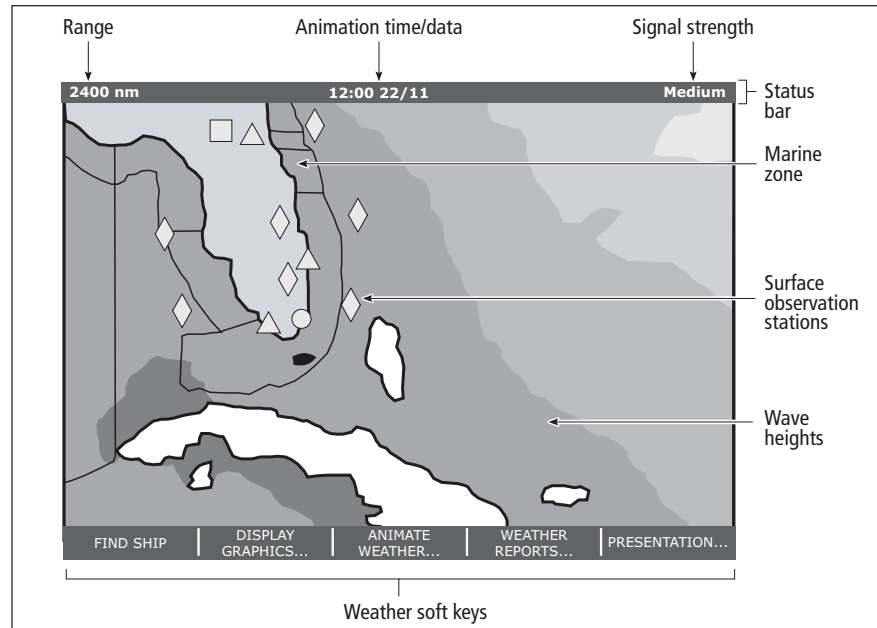 Range
Animation time/data
Signal strength
2400 nm
12:00 22/11
Medium
Status
bar
Marine
zone
Surface
observation
stations
Wave
heights
FIND SHIP
DISPLAY
GRAPHICS...
ANIMATE
WEATHER...
WEATHER
REPORTS...
PRESENTATION...
Weather soft keys